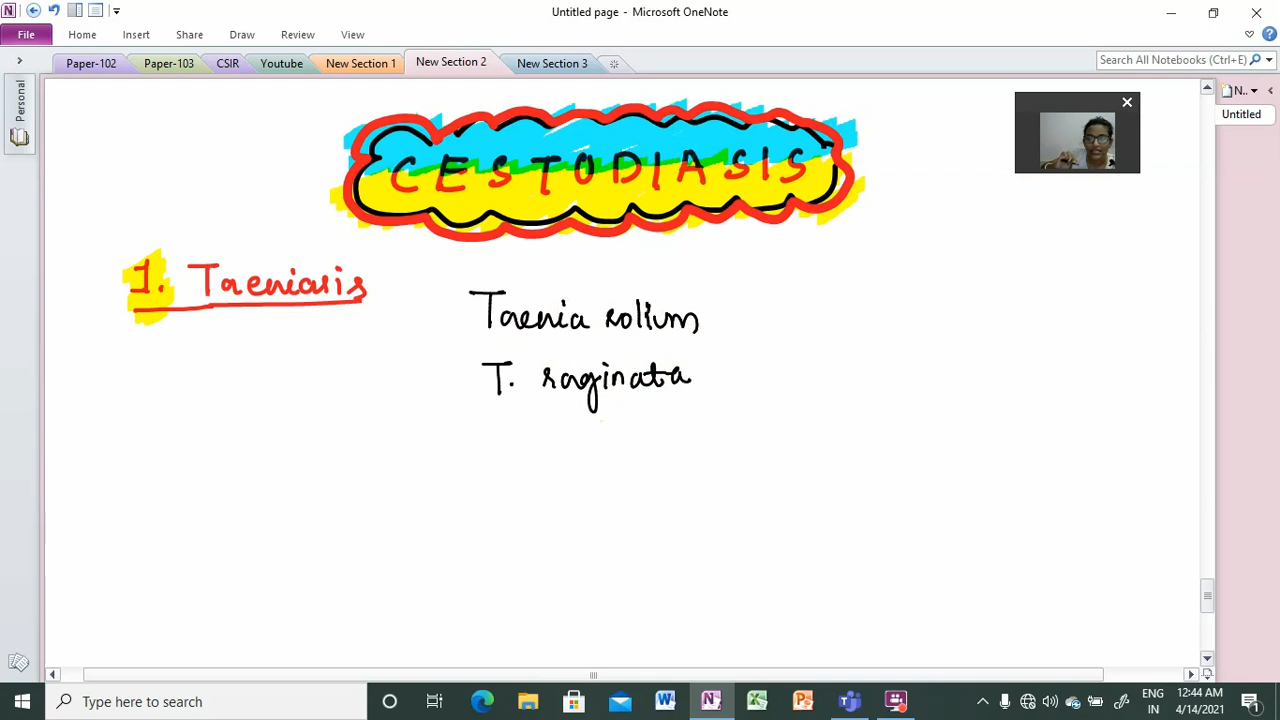 Untitled page - Microsoft OneNote
File Home Insert Share Draw Review View
Paper-102 Paper-103 CSIR Youtube New Section 1 New Section 2 New Section 3 Search All Notebooks (Ctrl+E)
Personal
N...
Untitled
CESTODIASIS
1. Taeniasis
Taenia solium
T. saginata
Type here to search
ENG
IN
12:44 AM
4/14/2021